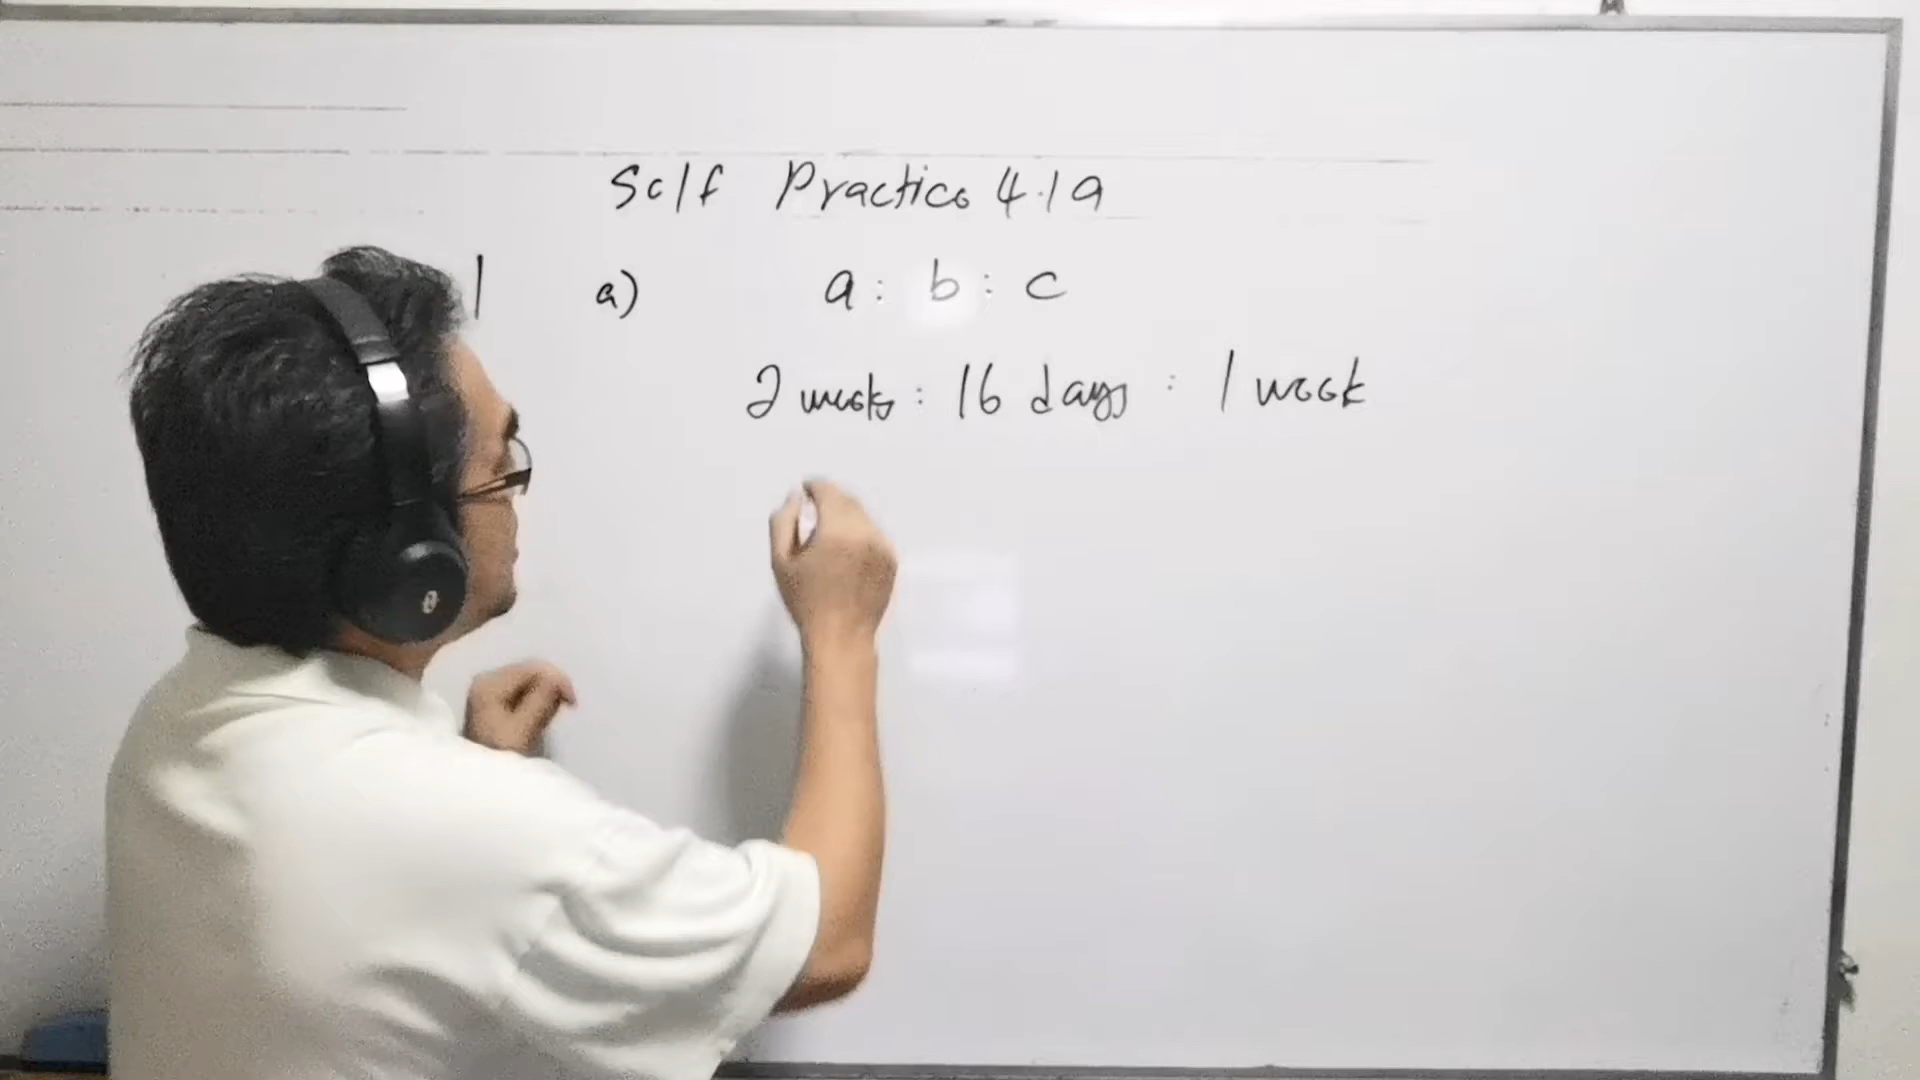 Self Practice 4.1a
1 a) a : b : c
2 weeks : 16 days : 1 week